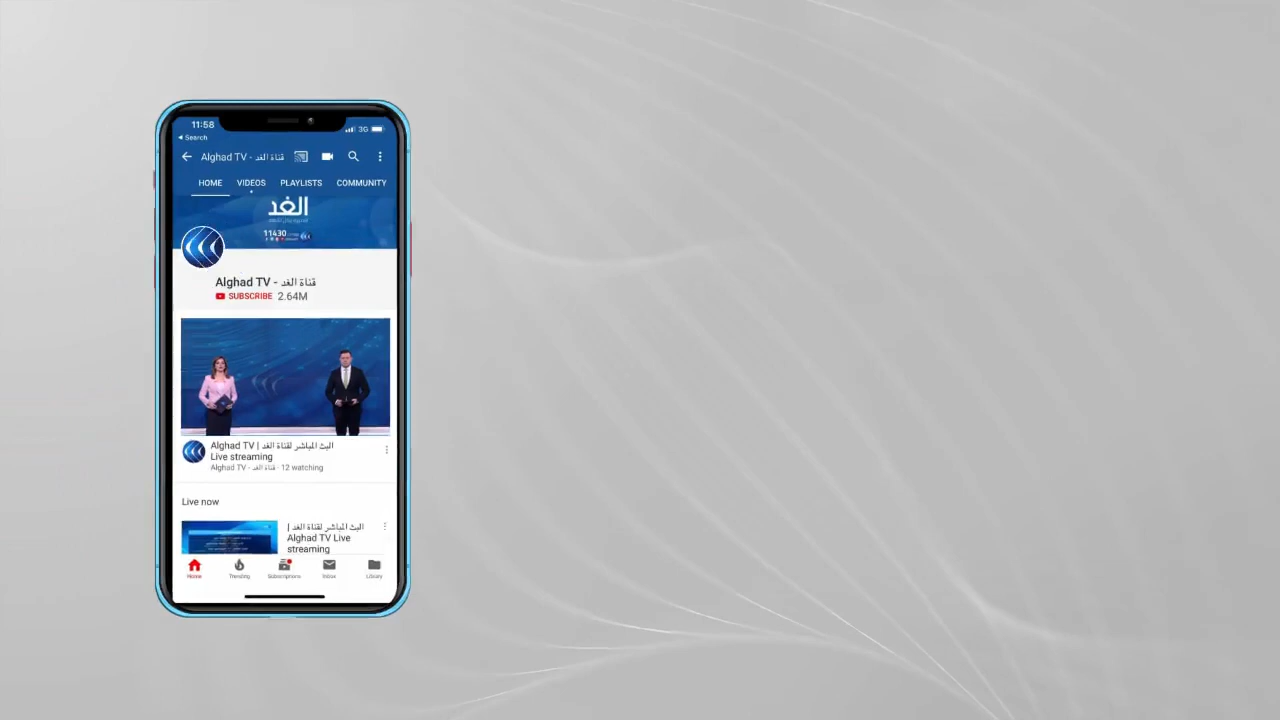 11:58
3G
Search
Alghad TV - قناة الغد
HOME VIDEOS PLAYLISTS COMMUNITY
الغد
11430
Alghad TV - قناة الغد
SUBSCRIBE 2.64M
Alghad TV | البث المباشر لقناة الغد
Live streaming
Alghad TV - قناة الغد · 12 watching
Live now
| البث المباشر لقناة الغد
Alghad TV Live
streaming
Home Trending Subscriptions Inbox Library